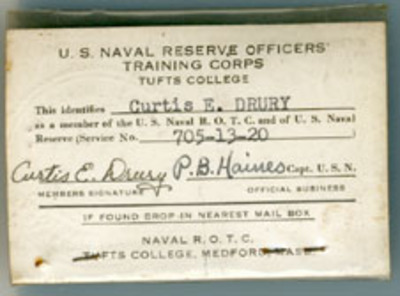 U. S. NAVAL RESERVE OFFICERS'
TRAINING CORPS
TUFTS COLLEGE
This identifies Curtis E. DRURY
as a member of the U. S. Naval R. O. T. C. and of U. S. Naval
Reserve (Service No. 705-13-20 )
Curtis E. Drury P. B. Haines Capt. U. S. N.
MEMBERS SIGNATURE OFFICIAL BUSINESS
IF FOUND DROP IN NEAREST MAIL BOX
NAVAL R. O. T. C.
TUFTS COLLEGE, MEDFORD, MASS.